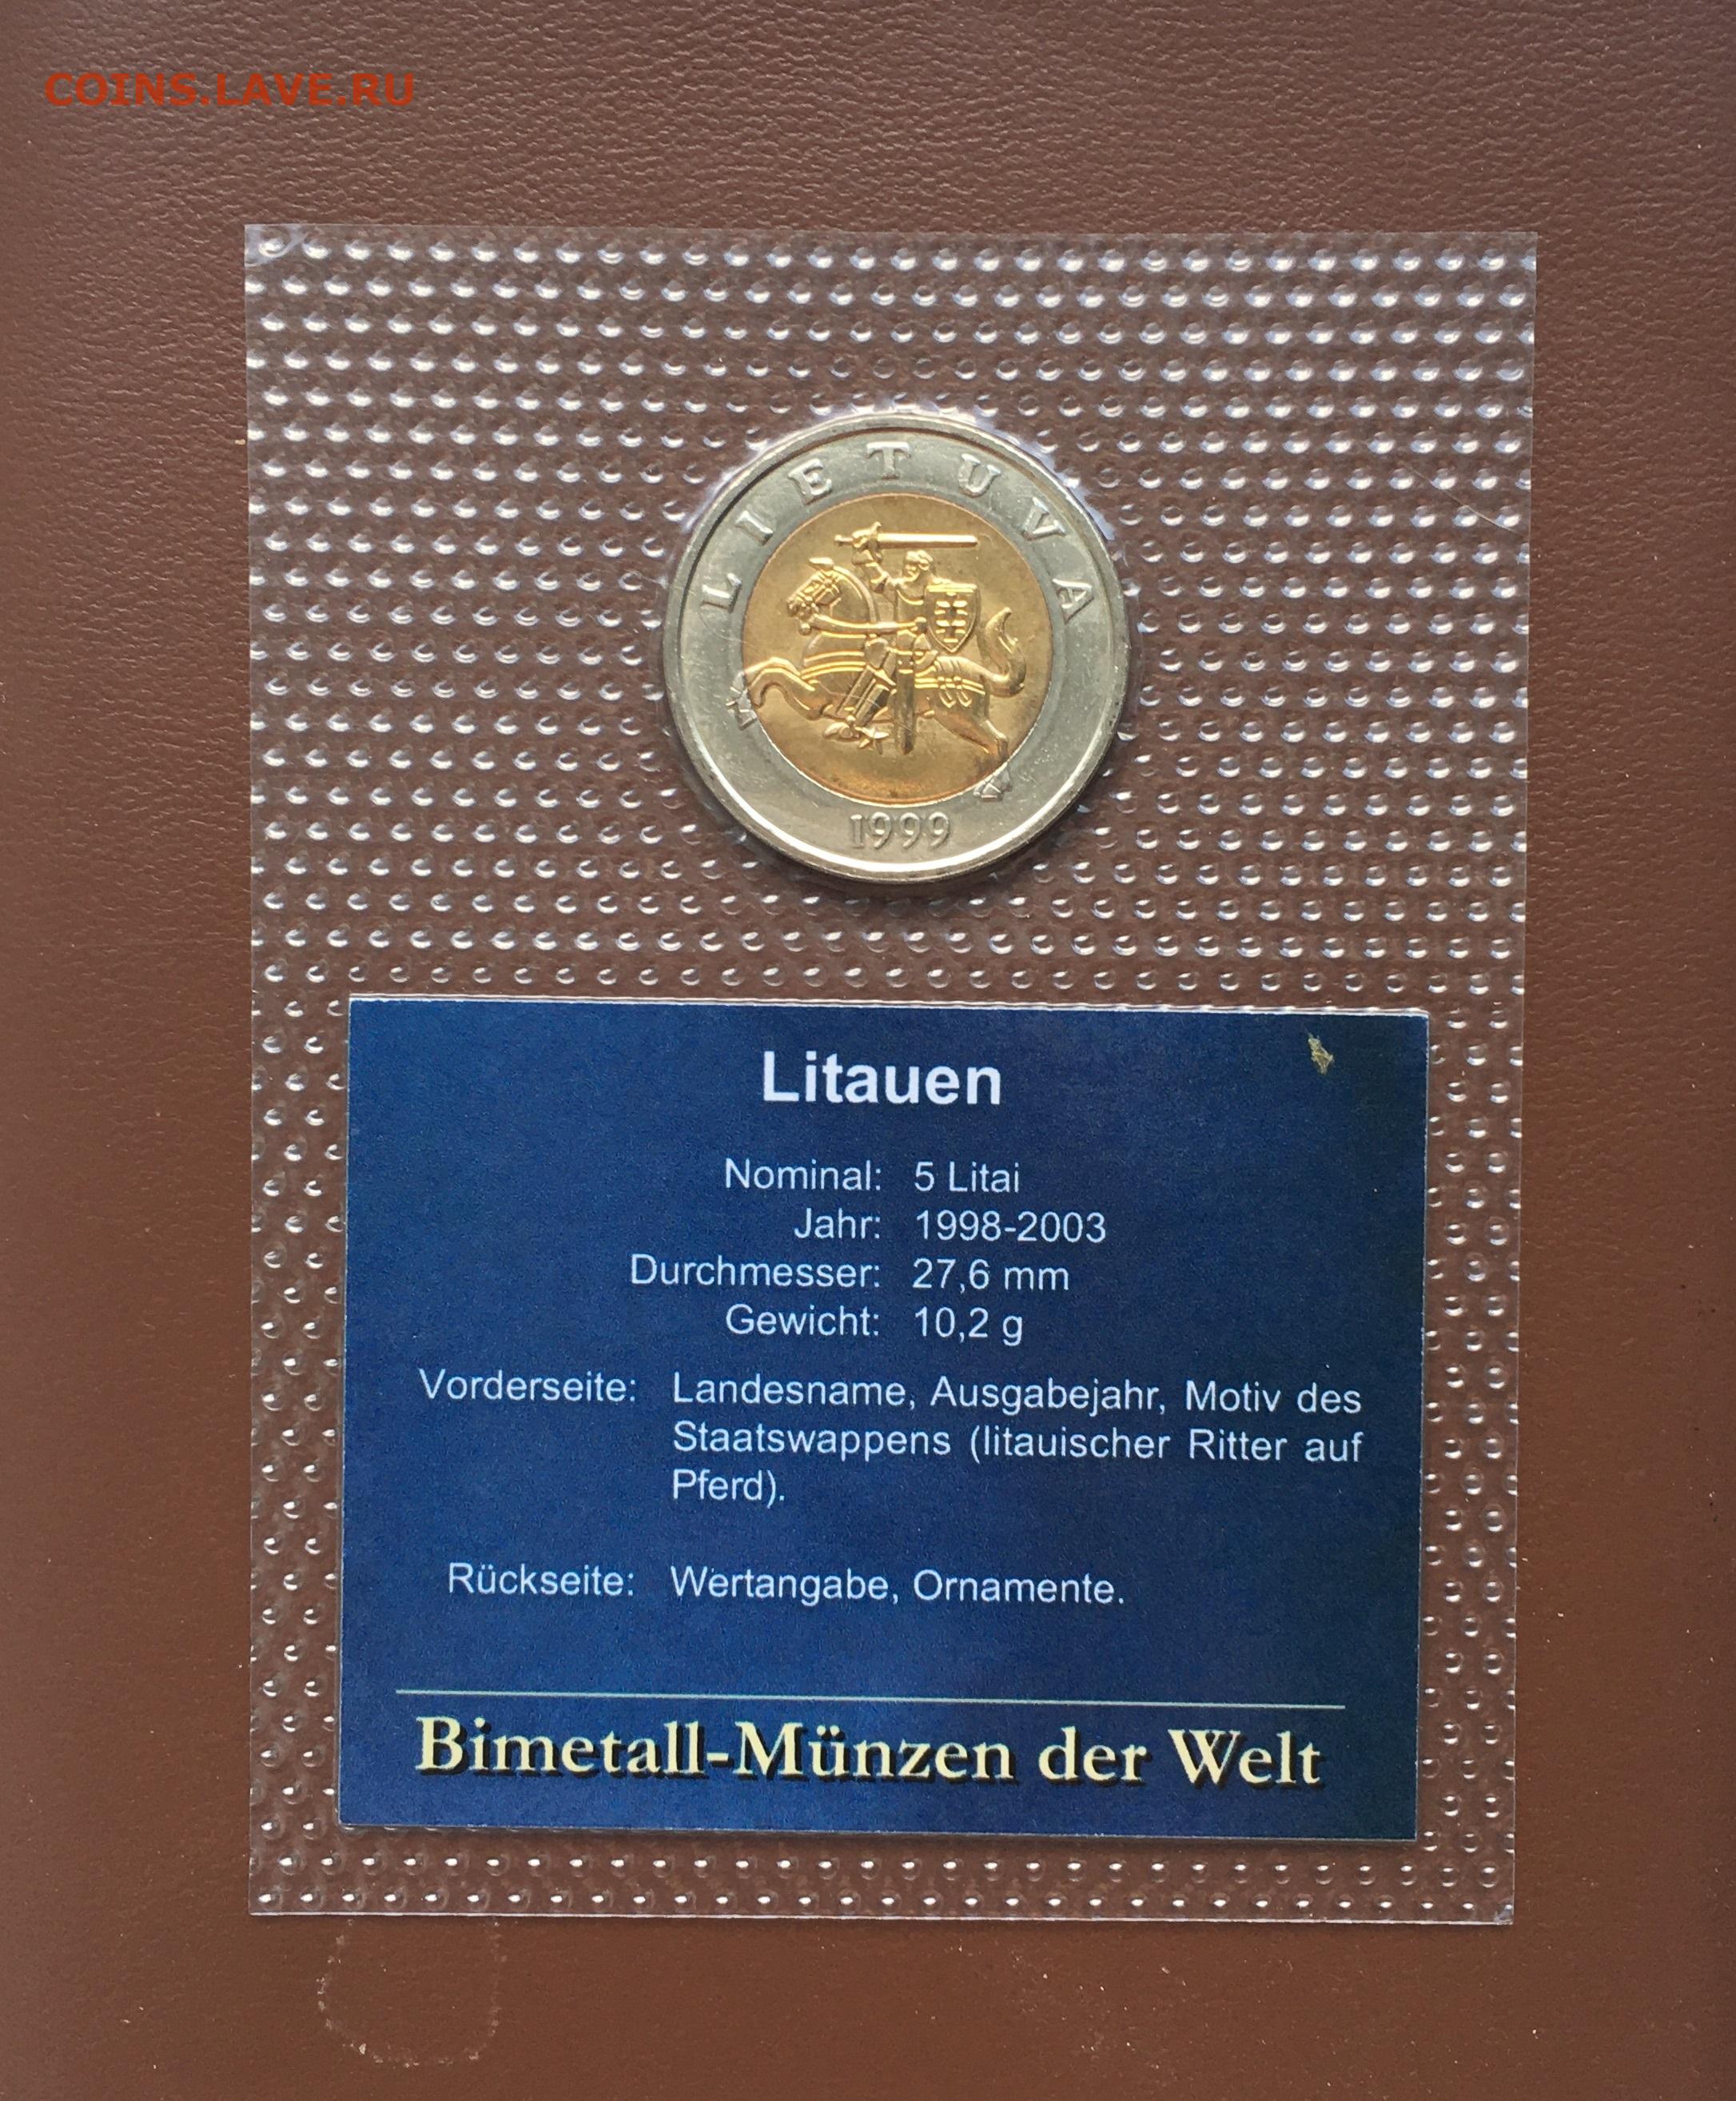 COINS.LAVE.RU
LIETUVA
1999
Litauen
Nominal: 5 Litai
Jahr: 1998-2003
Durchmesser: 27,6 mm
Gewicht: 10,2 g
Vorderseite: Landesname, Ausgabejahr, Motiv des
Staatswappens (litauischer Ritter auf
Pferd).
Rückseite: Wertangabe, Ornamente.
Bimetall-Münzen der Welt